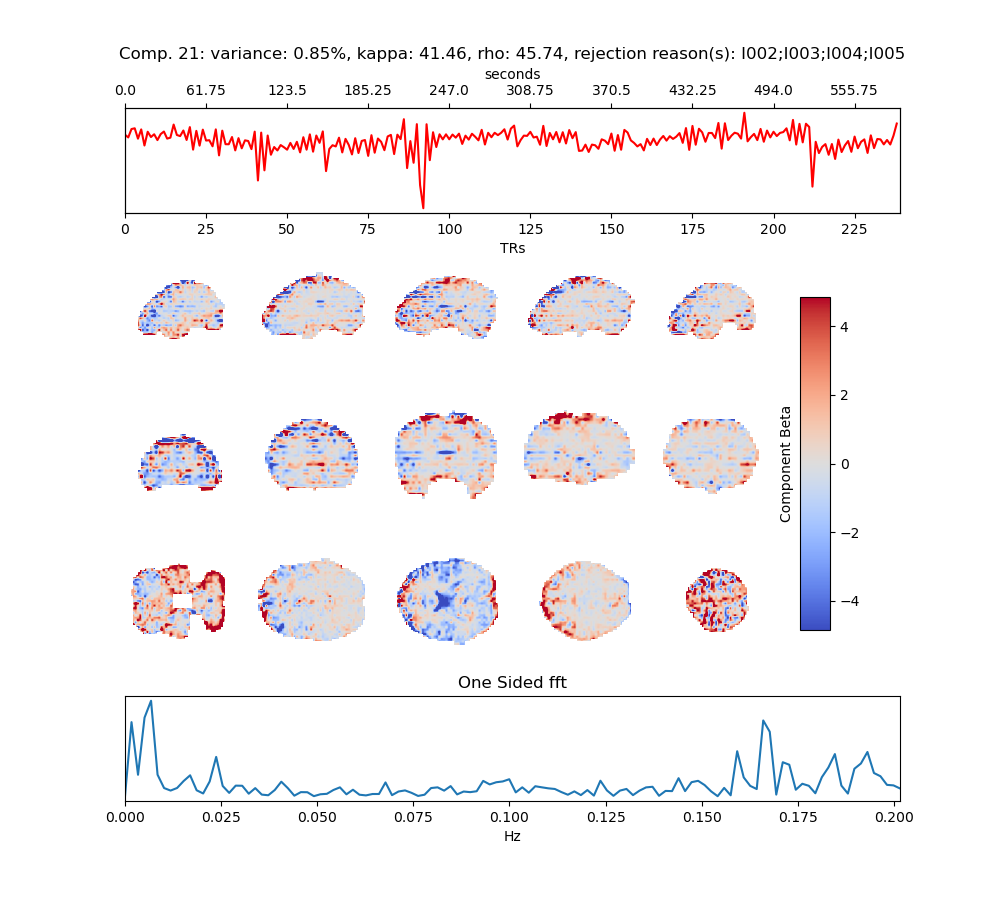 Comp. 21: variance: 0.85%, kappa: 41.46, rho: 45.74, rejection reason(s): I002;I003;I004;I005
seconds
0.0 61.75 123.5 185.25 247.0 308.75 370.5 432.25 494.0 555.75
0 25 50 75 100 125 150 175 200 225
TRs
4
2
0
−2
−4
Component Beta
One Sided fft
0.000 0.025 0.050 0.075 0.100 0.125 0.150 0.175 0.200
Hz